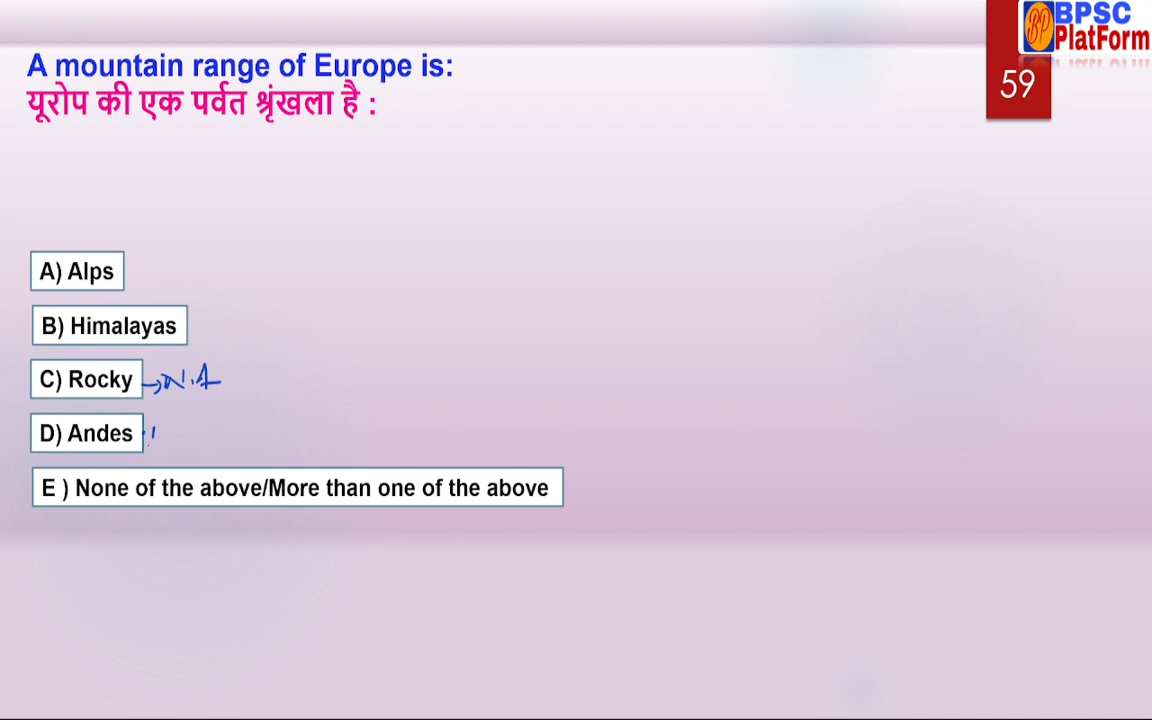 BPSC
PlatForm
59
A mountain range of Europe is:
यूरोप की एक पर्वत श्रृंखला है :
A) Alps
B) Himalayas
C) Rocky →N.A
D) Andes
E ) None of the above/More than one of the above